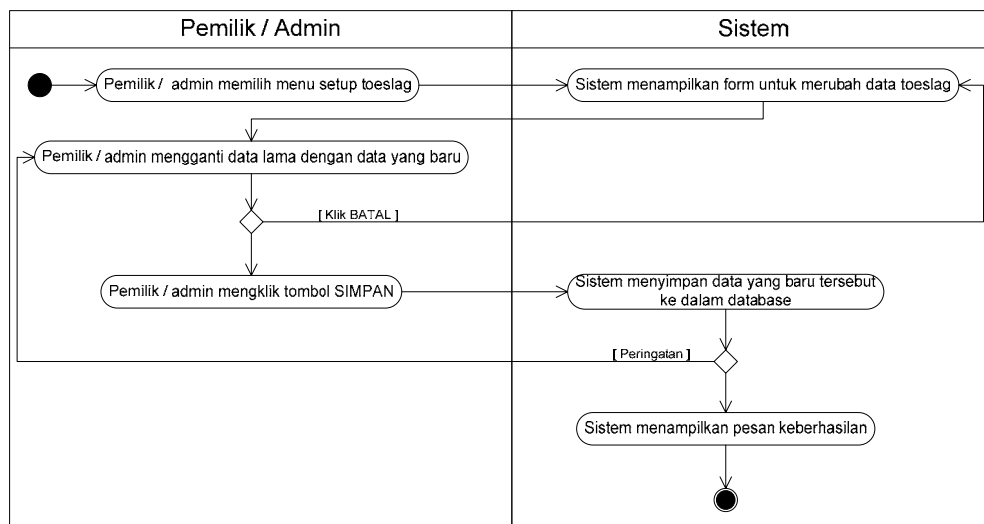 Pemilik / Admin
Sistem
Pemilik / admin memilih menu setup toeslag
Sistem menampilkan form untuk merubah data toeslag
Pemilik / admin mengganti data lama dengan data yang baru
[ Klik BATAL ]
Pemilik / admin mengklik tombol SIMPAN
Sistem menyimpan data yang baru tersebut
ke dalam database
[ Peringatan ]
Sistem menampilkan pesan keberhasilan